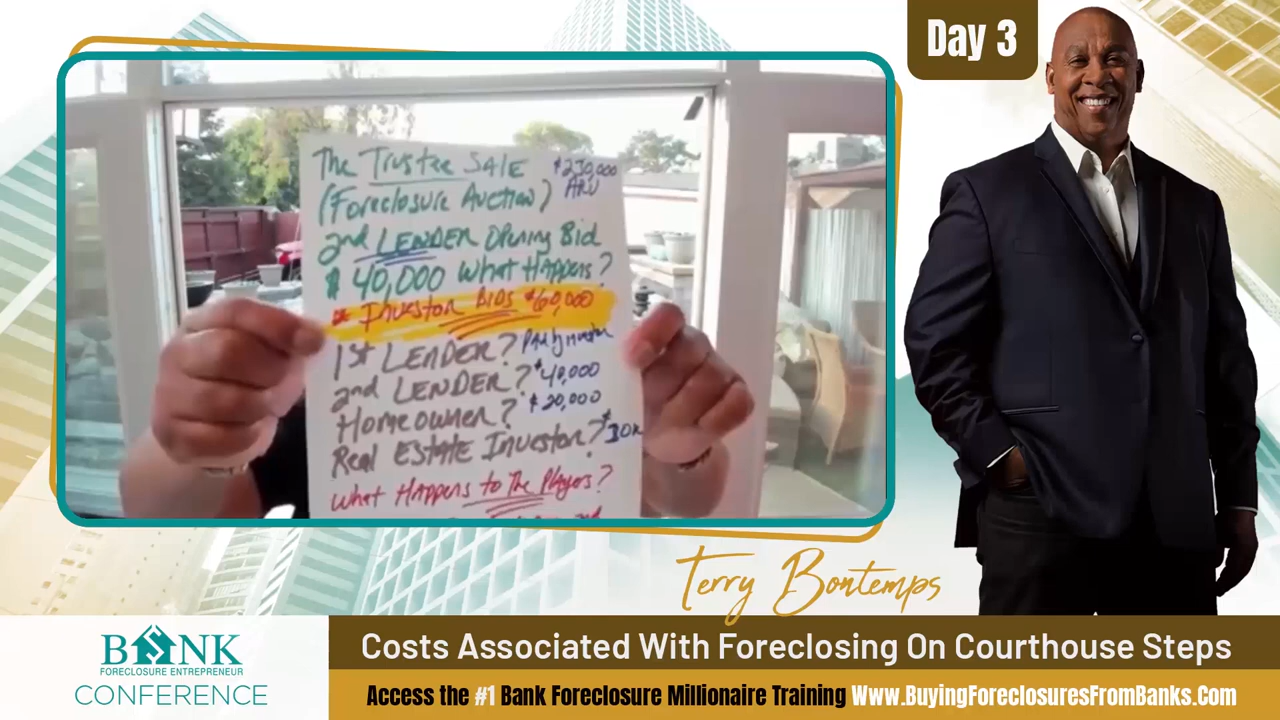 Day 3
The Trustee SALE $250,000
(Foreclosure Auction) ARV
2nd LENDER Opening Bid
$ 40,000 What Happens?
Investor BIDS $60,000
1st LENDER?
2nd LENDER? $40,000
Homeowner? $20,000
Real Estate Investor?
What Happens to The Players?
Terry Bontemps
BANK
FORECLOSURE ENTREPRENEUR
CONFERENCE
Costs Associated With Foreclosing On Courthouse Steps
Access the #1 Bank Foreclosure Millionaire Training Www.BuyingForeclosuresFromBanks.Com